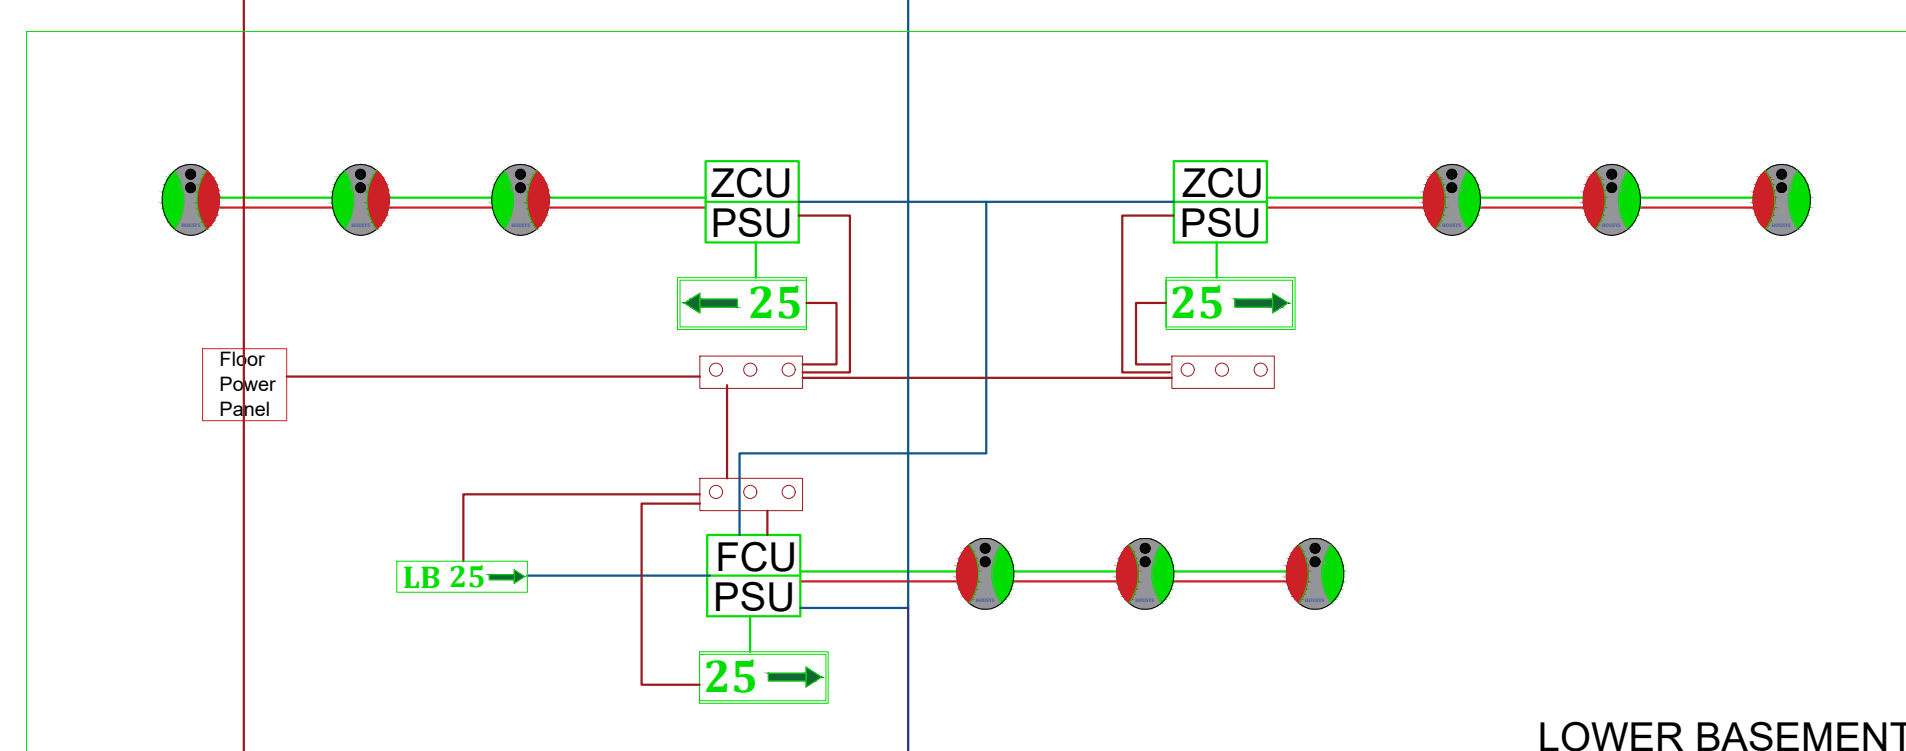 ZCU
PSU
25
ZCU
PSU
25
Floor
Power
Panel
LB 25
FCU
PSU
25
LOWER BASEMENT